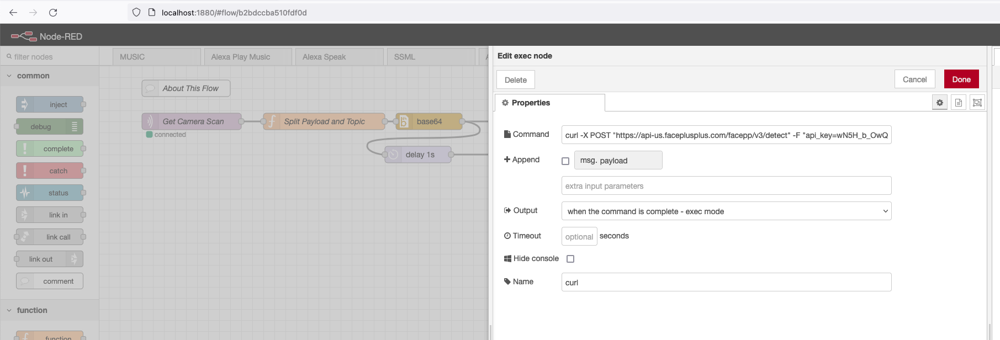 localhost:1880/#flow/b2bdccba510fdf0d
Node-RED
filter nodes
MUSIC
Alexa Play Music
Alexa Speak
SSML
common
inject
debug
complete
catch
status
link in
link call
link out
comment
function
function
About This Flow
Get Camera Scan
connected
Split Payload and Topic
base64
delay 1s
Edit exec node
Delete
Cancel
Done
Properties
Command
curl -X POST "https://api-us.faceplusplus.com/facepp/v3/detect" -F "api_key=wN5H_b_OwQ
Append
msg. payload
extra input parameters
Output
when the command is complete - exec mode
Timeout
optional
seconds
Hide console
Name
curl